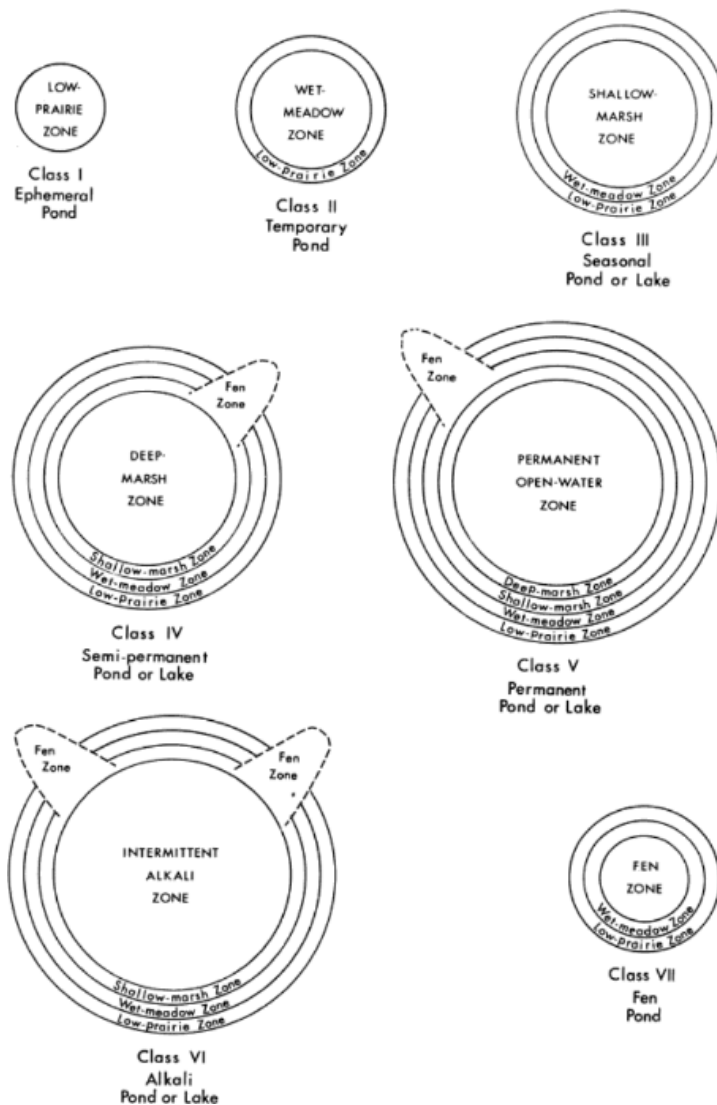 LOW-
PRAIRIE
ZONE
Class I
Ephemeral
Pond
WET-
MEADOW
ZONE
Low-Prairie Zone
Class II
Temporary
Pond
SHALLOW-
MARSH
ZONE
Wet-meadow Zone
Low-Prairie Zone
Class III
Seasonal
Pond or Lake
Fen
Zone
DEEP-
MARSH
ZONE
Shallow-marsh Zone
Wet-meadow Zone
Low-Prairie Zone
Class IV
Semi-permanent
Pond or Lake
Fen
Zone
PERMANENT
OPEN-WATER
ZONE
Deep-marsh Zone
Shallow-marsh Zone
Wet-meadow Zone
Low-Prairie Zone
Class V
Permanent
Pond or Lake
Fen
Zone
Fen
Zone
INTERMITTENT
ALKALI
ZONE
Shallow-marsh Zone
Wet-meadow Zone
Low-prairie Zone
Class VI
Alkali
Pond or Lake
FEN
ZONE
Wet-meadow Zone
Low-prairie Zone
Class VII
Fen
Pond